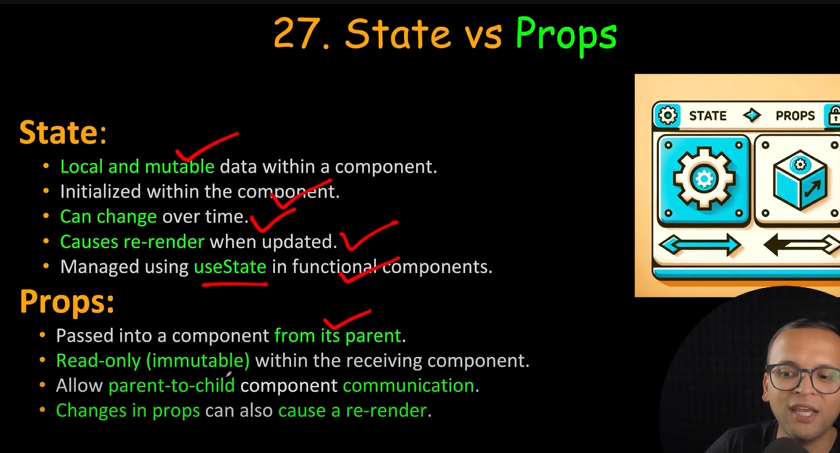 27. State vs Props
STATE PROPS
State:
• Local and mutable data within a component.
• Initialized within the component.
• Can change over time.
• Causes re-render when updated.
• Managed using useState in functional components.
Props:
• Passed into a component from its parent.
• Read-only (immutable) within the receiving component.
• Allow parent-to-child component communication.
• Changes in props can also cause a re-render.